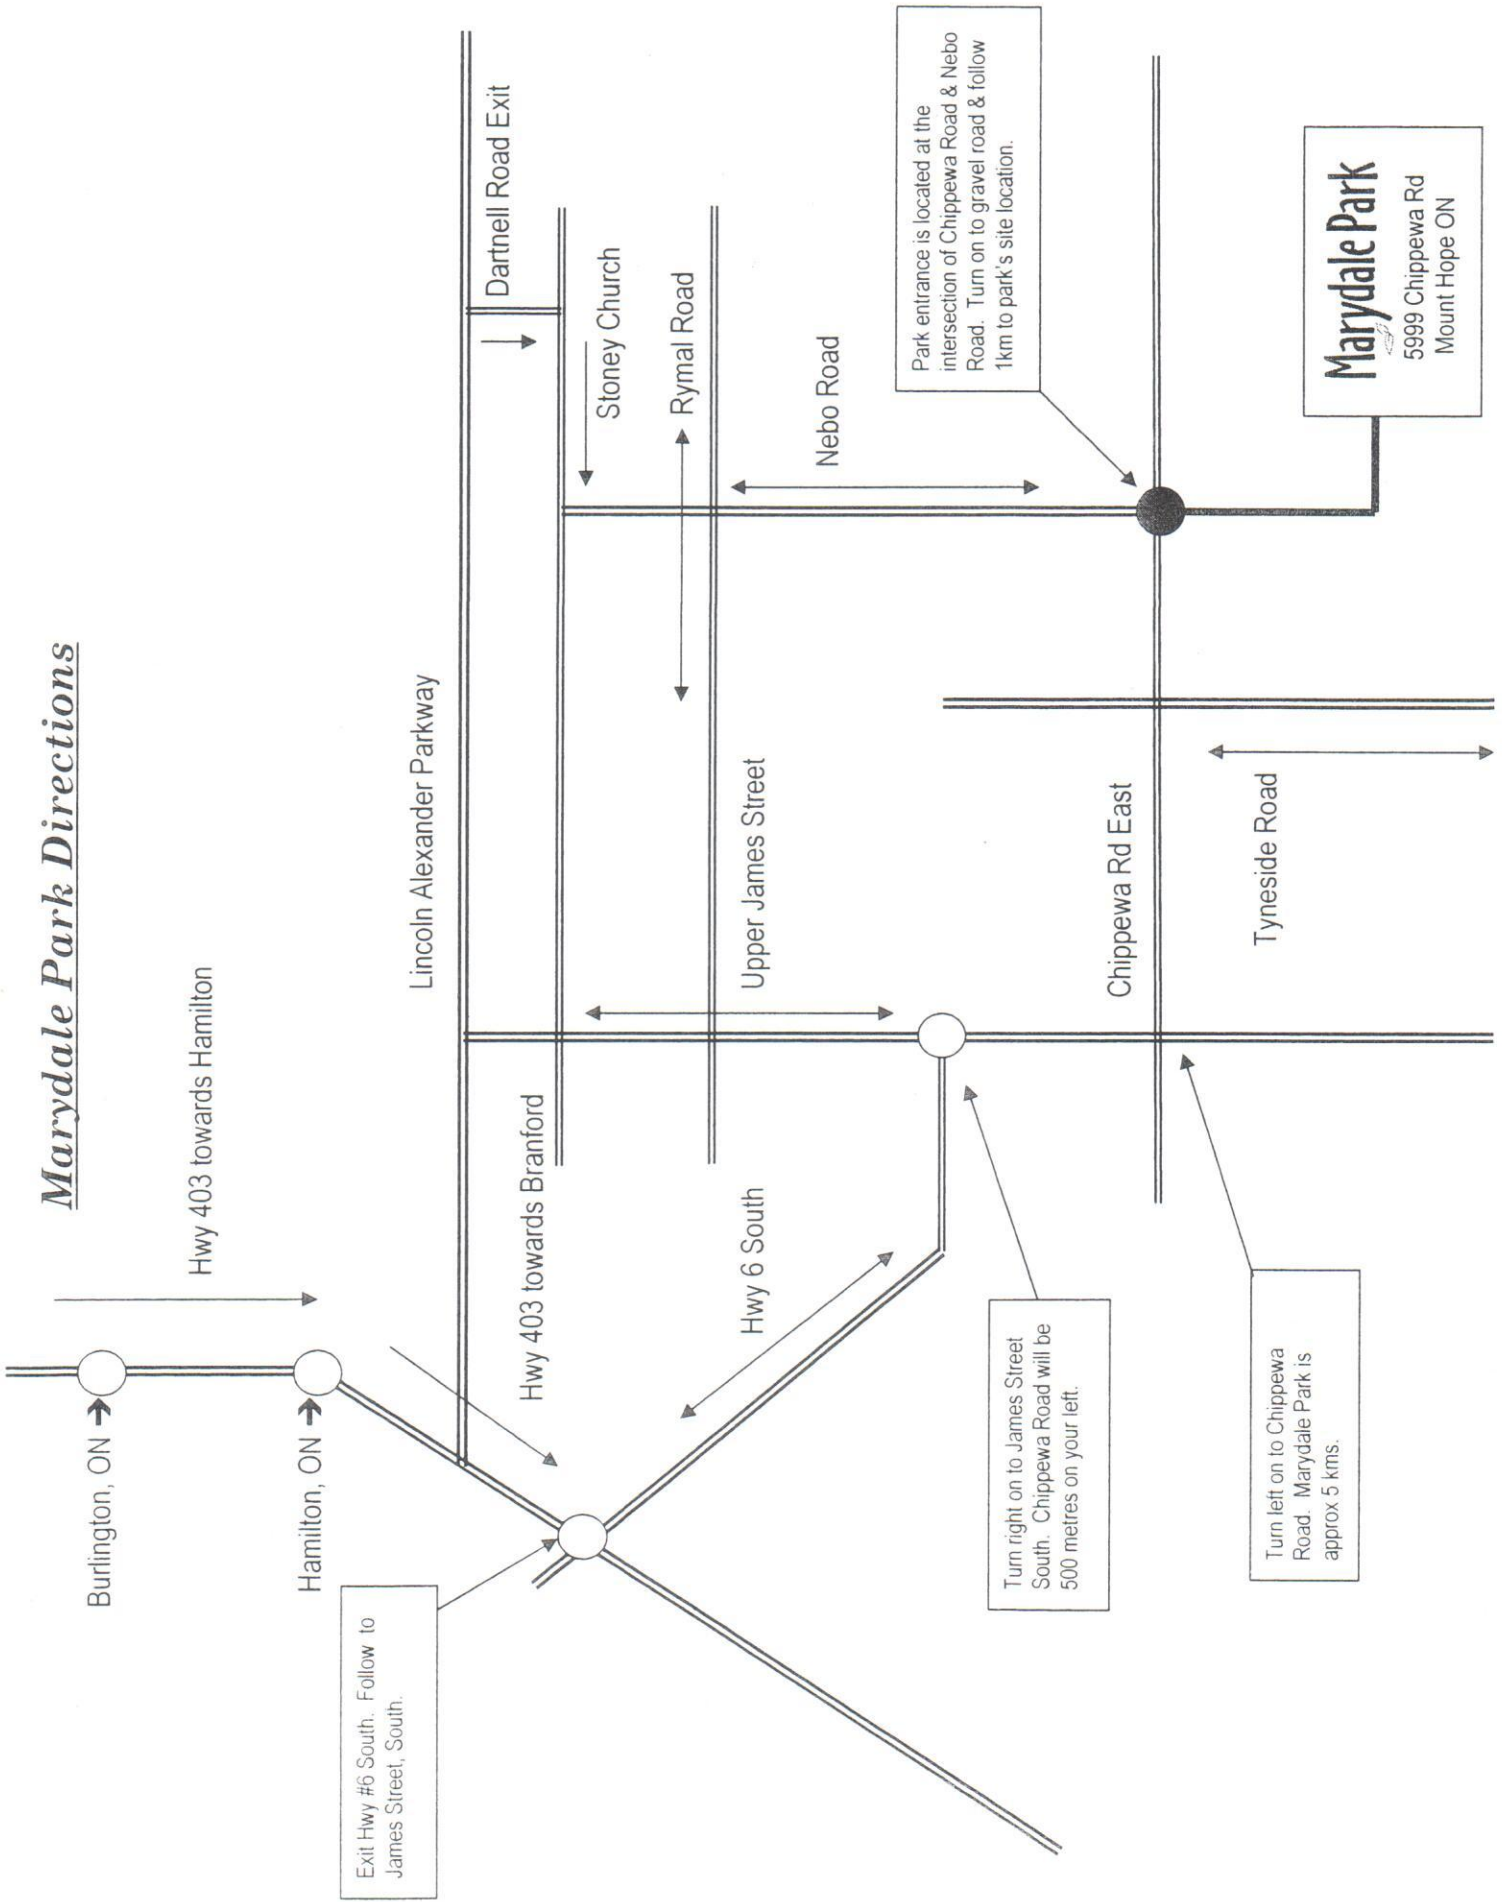 Marydale Park Directions
Burlington, ON →
Hwy 403 towards Hamilton
Hamilton, ON →
Exit Hwy #6 South. Follow to
James Street, South.
Lincoln Alexander Parkway
Dartnell Road Exit
Hwy 403 towards Branford
Stoney Church
Rymal Road
Hwy 6 South
Upper James Street
Nebo Road
Park entrance is located at the
intersection of Chippewa Road & Nebo
Road. Turn on to gravel road & follow
1km to park's site location.
Turn right on to James Street
South. Chippewa Road will be
500 metres on your left.
Chippewa Rd East
Turn left on to Chippewa
Road. Marydale Park is
approx 5 kms.
Tyneside Road
Marydale Park
5999 Chippewa Rd
Mount Hope ON